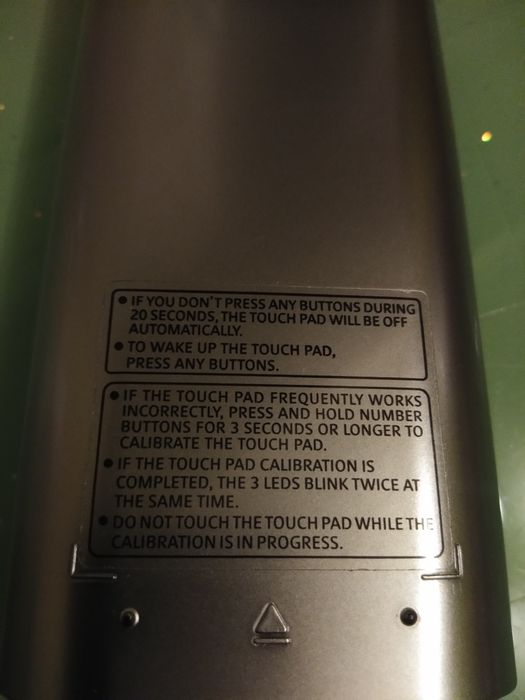 ● IF YOU DON'T PRESS ANY BUTTONS DURING
20 SECONDS, THE TOUCH PAD WILL BE OFF
AUTOMATICALLY.
● TO WAKE UP THE TOUCH PAD,
PRESS ANY BUTTONS.
● IF THE TOUCH PAD FREQUENTLY WORKS
INCORRECTLY, PRESS AND HOLD NUMBER
BUTTONS FOR 3 SECONDS OR LONGER TO
CALIBRATE THE TOUCH PAD.
● IF THE TOUCH PAD CALIBRATION IS
COMPLETED, THE 3 LEDS BLINK TWICE AT
THE SAME TIME.
● DO NOT TOUCH THE TOUCH PAD WHILE THE
CALIBRATION IS IN PROGRESS.